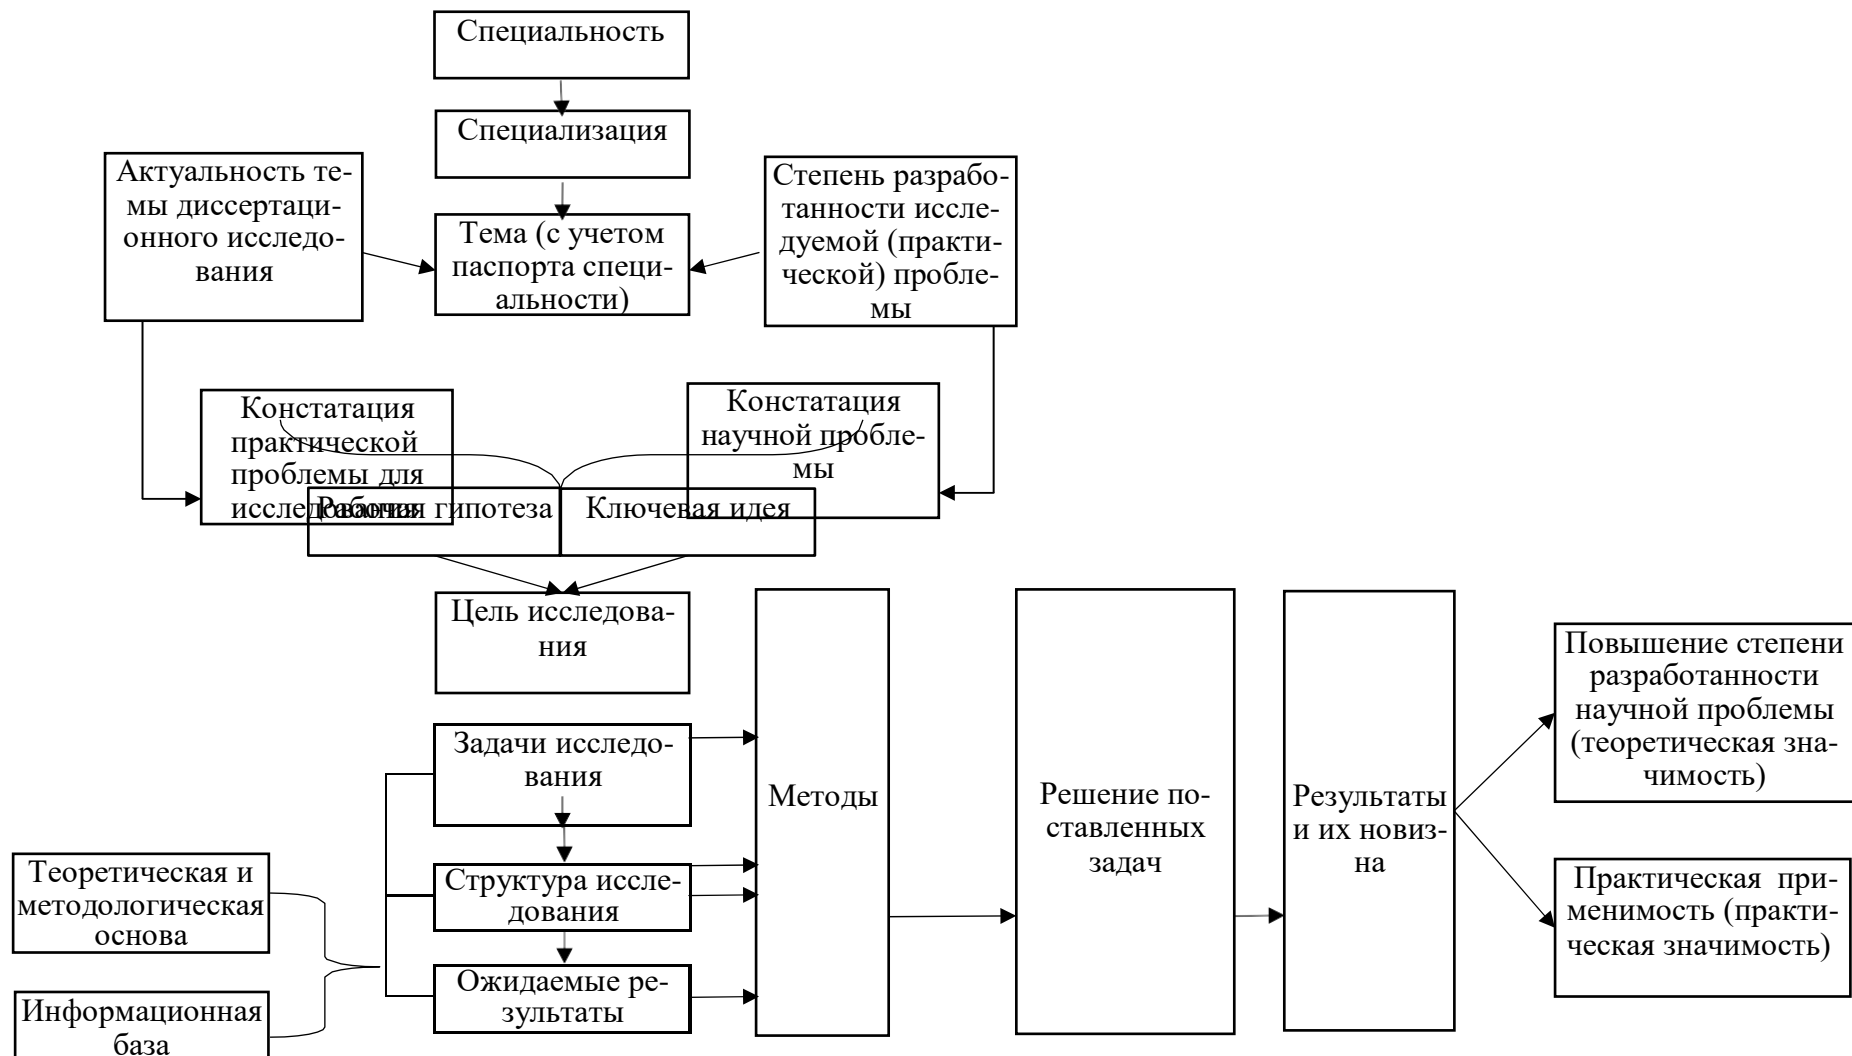 Специальность
Специализация
Актуальность те-
мы диссертаци-
онного исследо-
вания
Тема (с учетом
паспорта специ-
альности)
Степень разрабо-
танности иссле-
дуемой (практи-
ческой) пробле-
мы
Констатация
практической
проблемы для
исследования
Констатация
научной пробле-
мы
Рабочая гипотеза
Ключевая идея
Цель исследова-
ния
Задачи исследо-
вания
Структура иссле-
дования
Ожидаемые ре-
зультаты
Теоретическая и
методологическая
основа
Информационная
база
Методы
Решение по-
ставленных
задач
Результаты
и их новиз-
на
Повышение степени
разработанности
научной проблемы
(теоретическая зна-
чимость)
Практическая при-
менимость (практи-
ческая значимость)